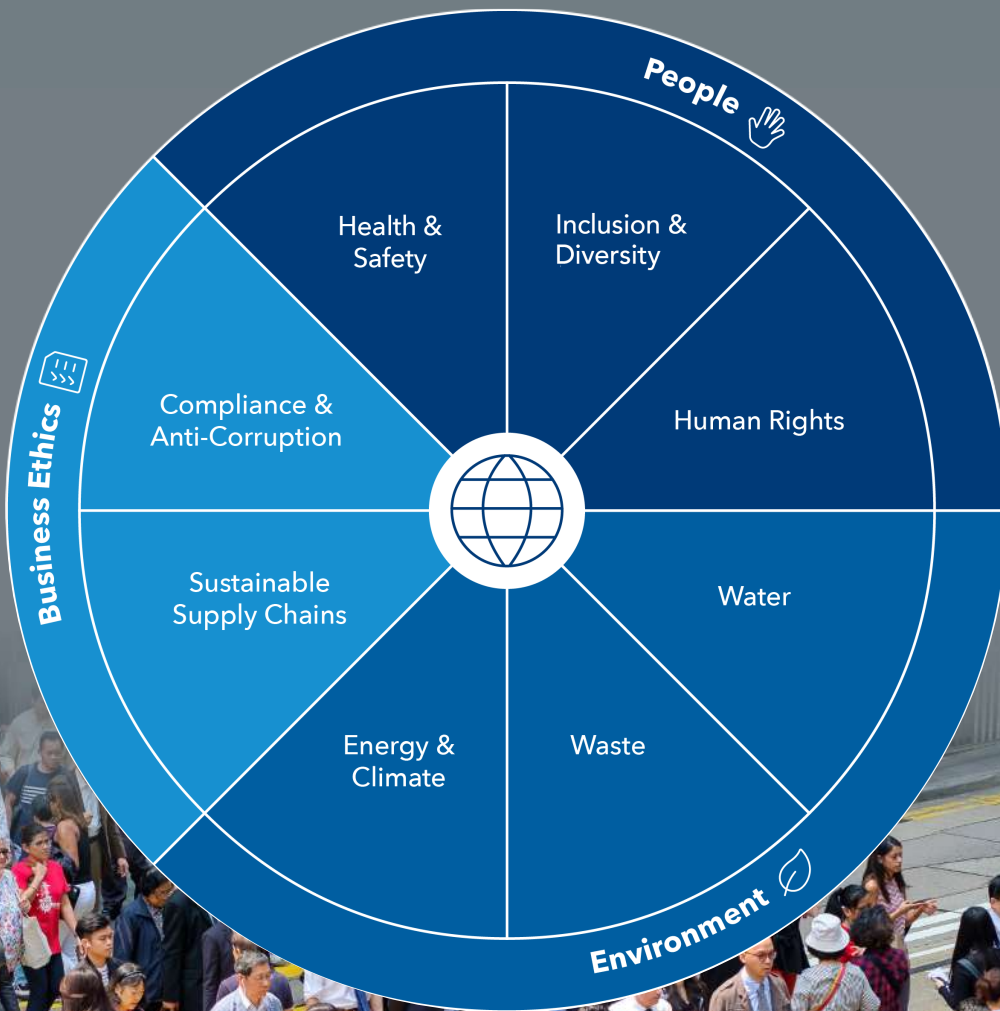 People
Health &
Safety
Inclusion &
Diversity
Human Rights
Compliance &
Anti-Corruption
Business Ethics
Sustainable
Supply Chains
Water
Energy &
Climate
Waste
Environment